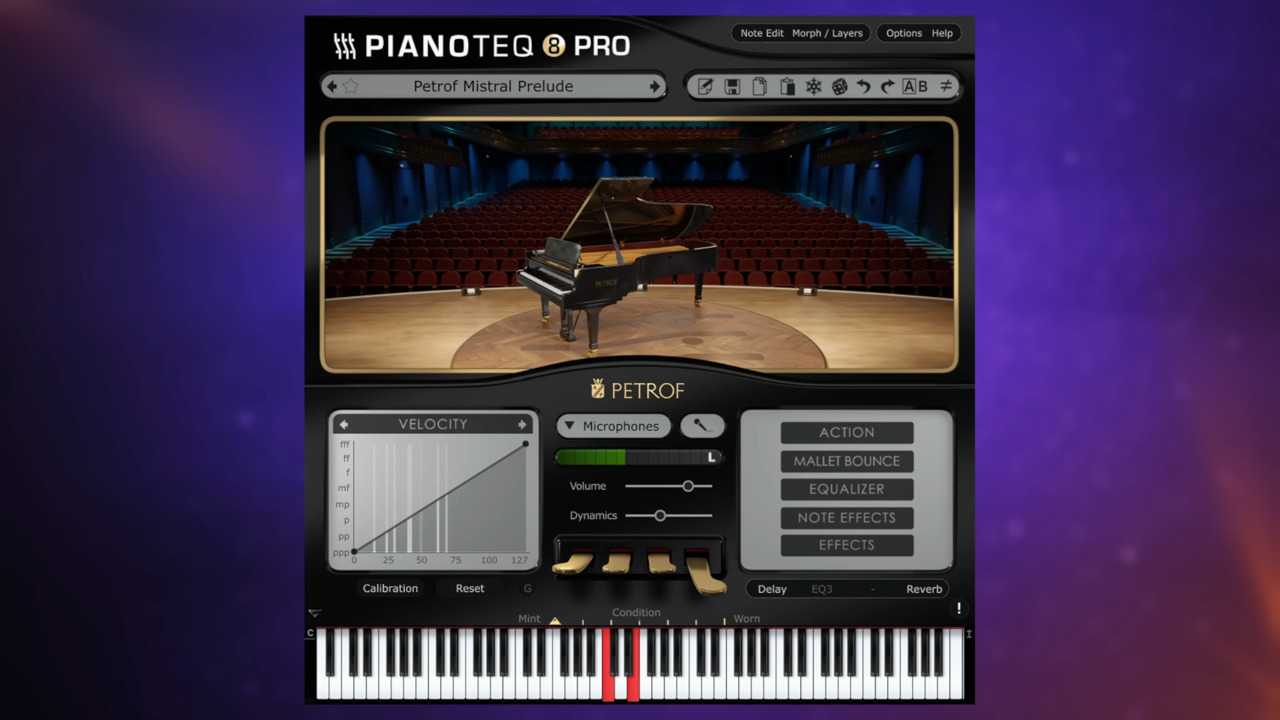 PIANOTEQ 8 PRO
Note Edit Morph / Layers Options Help
Petrof Mistral Prelude
AB
PETROF
PETROF
VELOCITY
fff
ff
f
mf
mp
p
pp
ppp
0 25 50 75 100 127
Calibration Reset G
Microphones
L
Volume
Dynamics
ACTION
MALLET BOUNCE
EQUALIZER
NOTE EFFECTS
EFFECTS
Delay EQ3 - Reverb
!
Mint Condition Worn
C